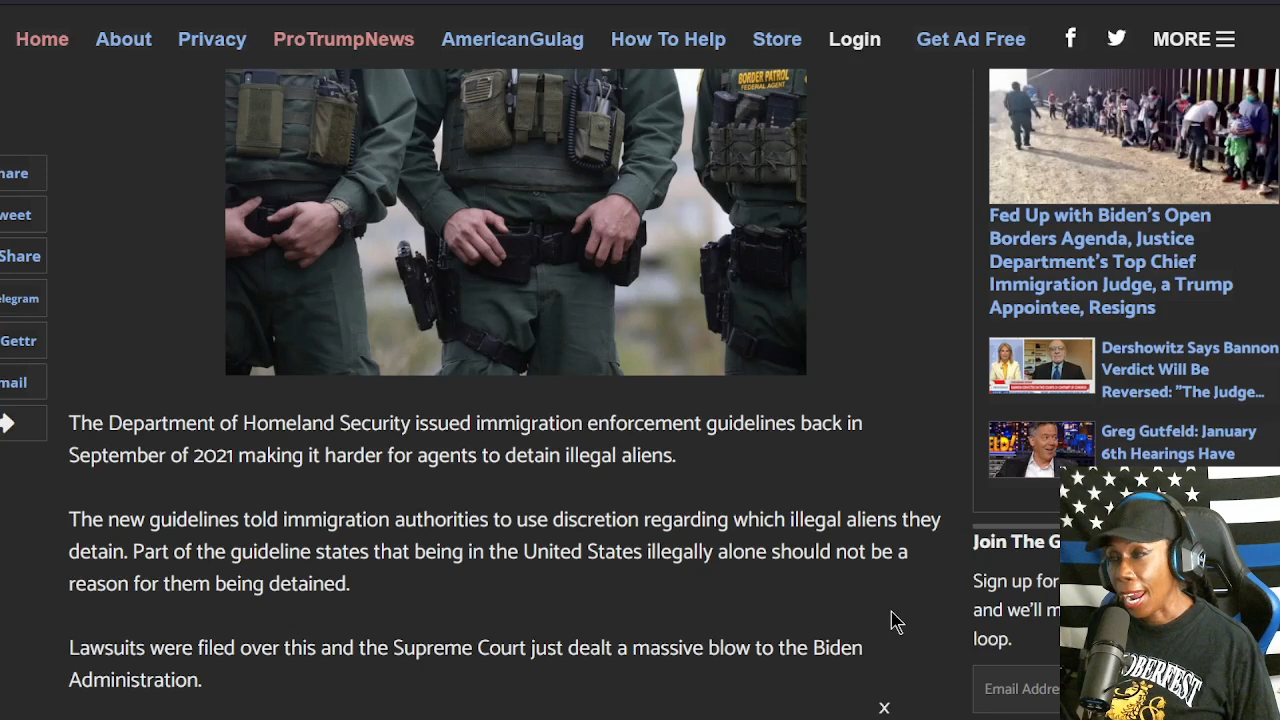 Home About Privacy ProTrumpNews AmericanGulag How To Help Store Login Get Ad Free MORE
BORDER PATROL
FEDERAL AGENT
hare
weet
Share
elegram
Gettr
mail
The Department of Homeland Security issued immigration enforcement guidelines back in
September of 2021 making it harder for agents to detain illegal aliens.
The new guidelines told immigration authorities to use discretion regarding which illegal aliens they
detain. Part of the guideline states that being in the United States illegally alone should not be a
reason for them being detained.
Lawsuits were filed over this and the Supreme Court just dealt a massive blow to the Biden
Administration.
x
Fed Up with Biden's Open
Borders Agenda, Justice
Department's Top Chief
Immigration Judge, a Trump
Appointee, Resigns
Dershowitz Says Bannon
Verdict Will Be
Reversed: "The Judge...
Greg Gutfeld: January
6th Hearings Have
Join The G
Sign up for
and we'll m
loop.
Email Addre
TOBERFEST